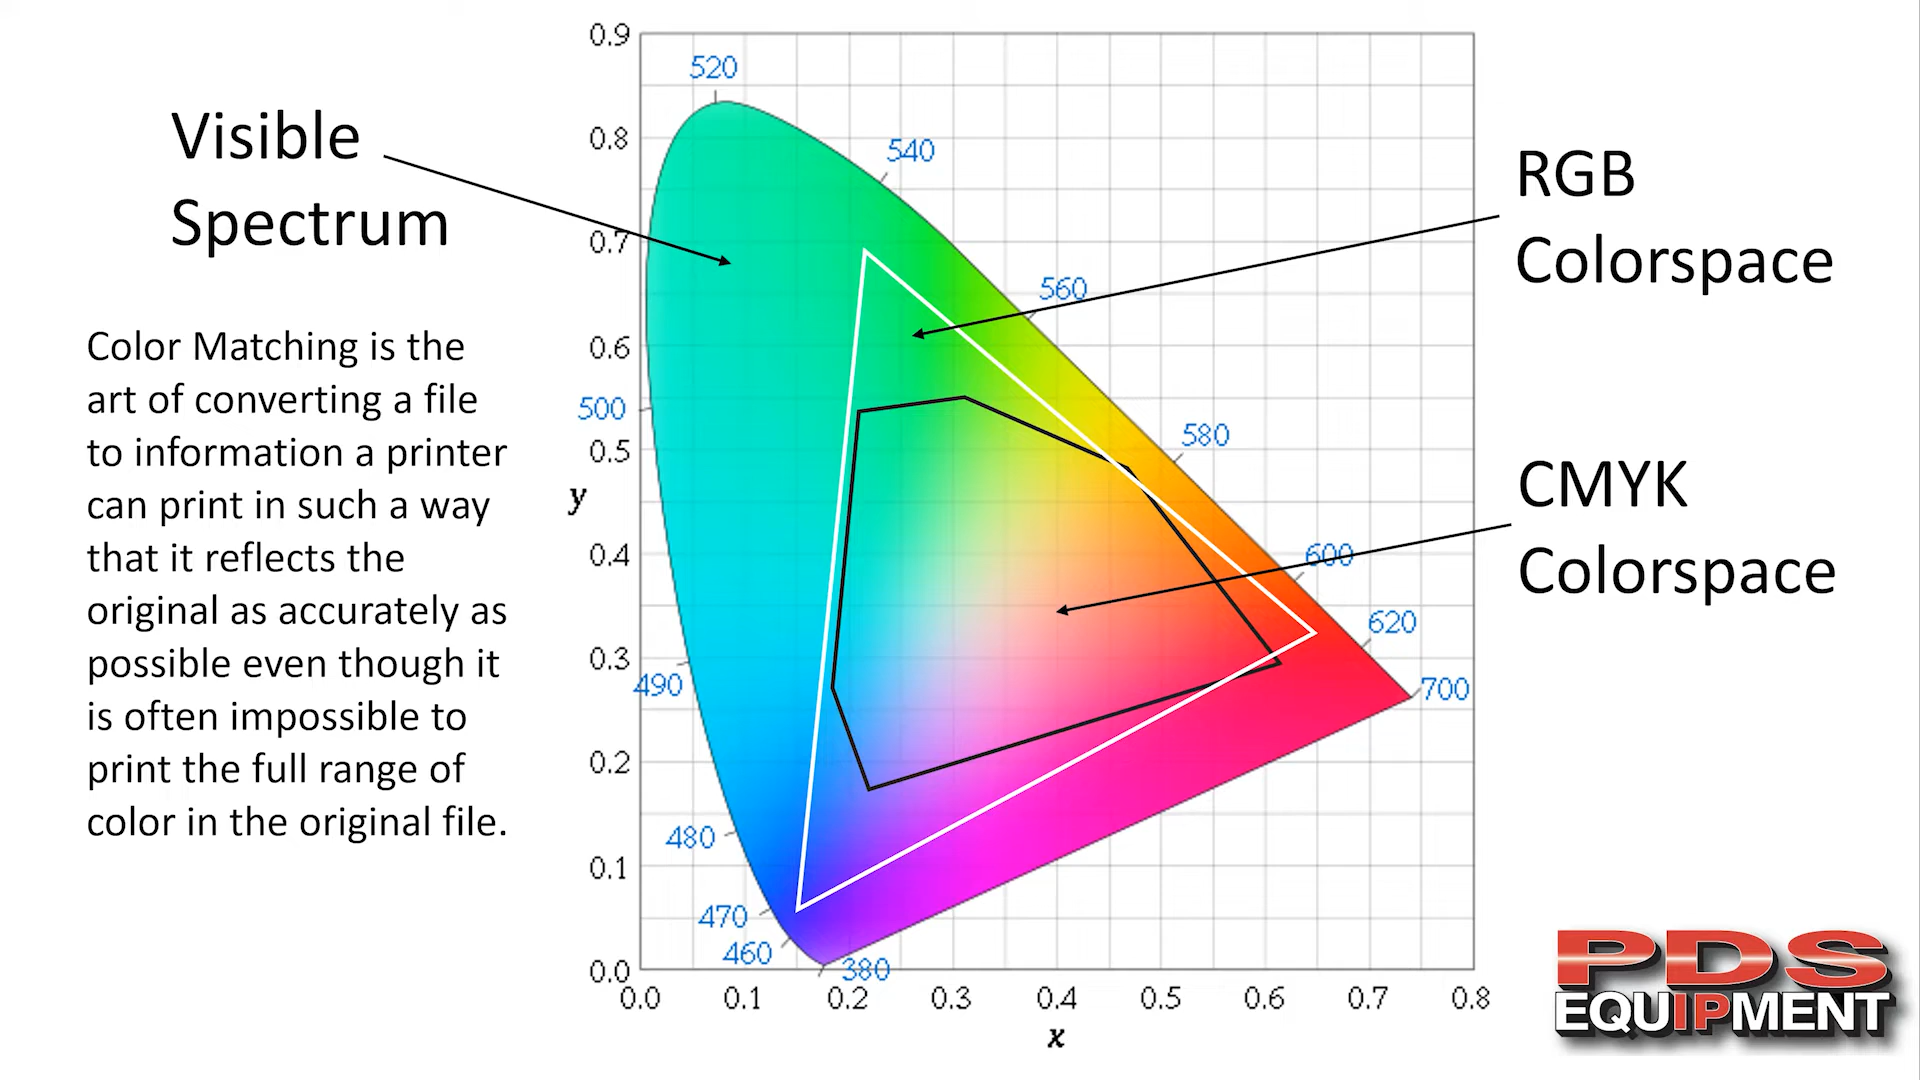 Visible
Spectrum
Color Matching is the
art of converting a file
to information a printer
can print in such a way
that it reflects the
original as accurately as
possible even though it
is often impossible to
print the full range of
color in the original file.
0.9
0.8
0.7
0.6
0.5
0.4
0.3
0.2
0.1
0.0
y
520
540
560
580
600
620
700
500
490
480
470
460
380
0.0 0.1 0.2 0.3 0.4 0.5 0.6 0.7 0.8
x
RGB
Colorspace
CMYK
Colorspace
PDS
EQUIPMENT